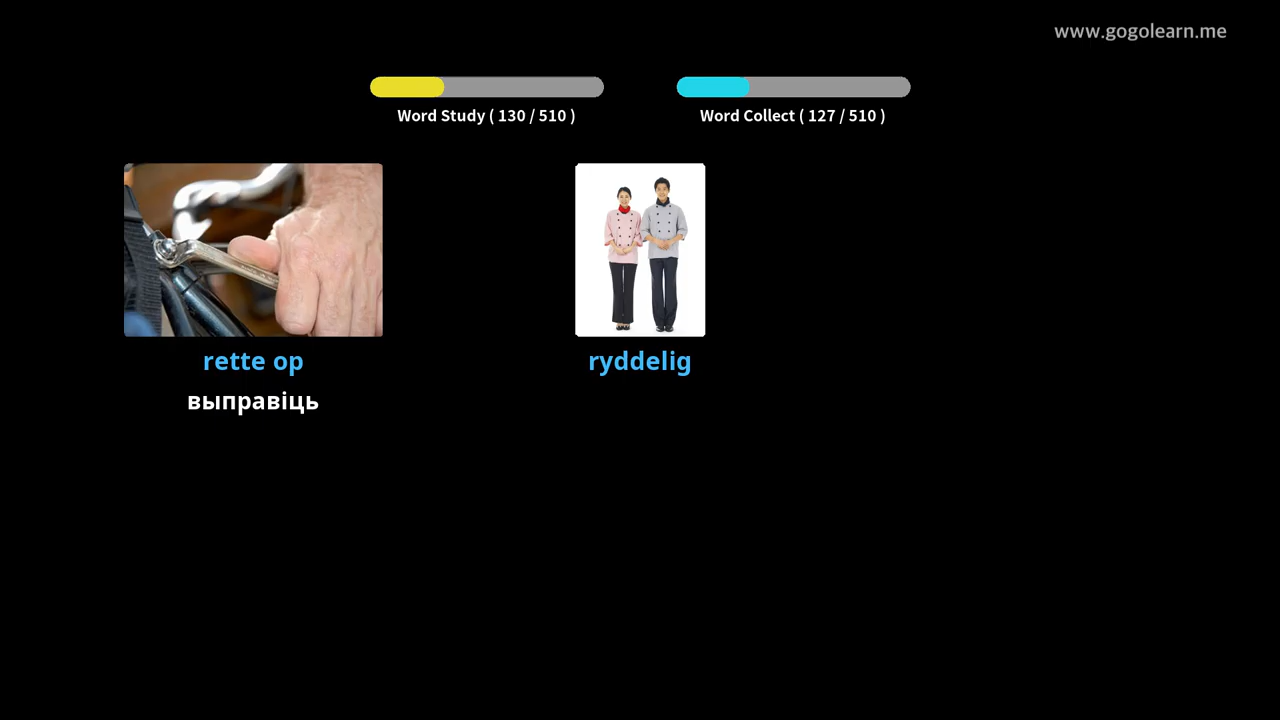 www.gogolearn.me
Word Study ( 130 / 510 )
Word Collect ( 127 / 510 )
rette op
ryddelig
выправіць